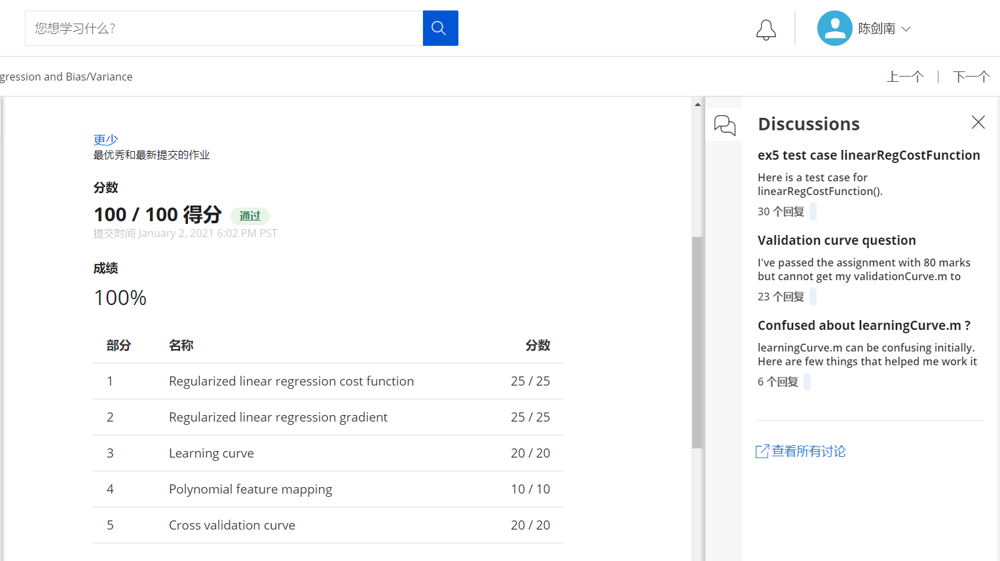 您想学习什么?
陈剑南
gression and Bias/Variance
上一个 | 下一个
更少
最优秀和最新提交的作业
分数
100 / 100 得分 通过
提交时间 January 2, 2021 6:02 PM PST
成绩
100%
部分 名称 分数
1 Regularized linear regression cost function 25 / 25
2 Regularized linear regression gradient 25 / 25
3 Learning curve 20 / 20
4 Polynomial feature mapping 10 / 10
5 Cross validation curve 20 / 20
Discussions
ex5 test case linearRegCostFunction
Here is a test case for
linearRegCostFunction().
30 个回复
Validation curve question
I've passed the assignment with 80 marks
but cannot get my validationCurve.m to
23 个回复
Confused about learningCurve.m ?
learningCurve.m can be confusing initially.
Here are few things that helped me work it
6 个回复
查看所有讨论